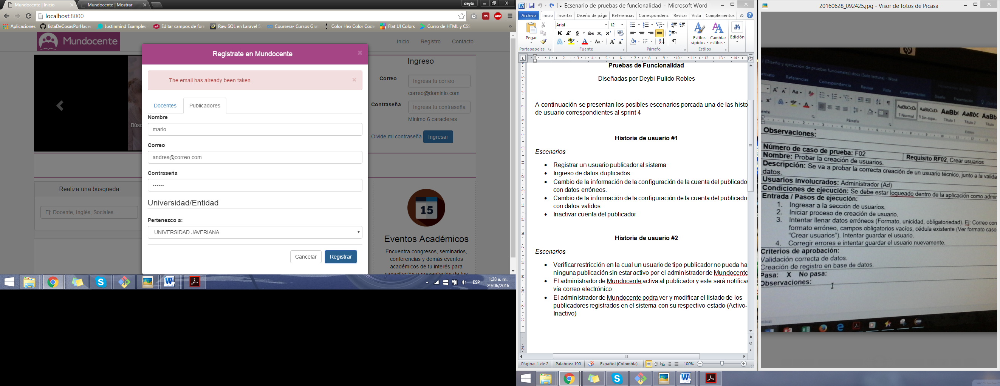 Mundocente | Inicio
Mundocente | Mostrar
deybi
localhost:8000
ABP
Aplicaciones
listaDeCosasPorHacer
Justinmind Examples
Editar campos de for
Raw SQL en Laravel 5.
Coursera- Cursos Gra
Color Hex Color Code
Flat UI Colors
Curso de HTML y CSS
»
Mundocente
Inicio
Registro
Contacto
Registrate en Mundocente
×
The email has already been taken.
×
Docentes
Publicadores
Nombre
mario
Correo
andres@correo.com
Contraseña
••••••
Universidad/Entidad
Pertenezco a:
UNIVERSIDAD JAVERIANA
Cancelar
Registrar
Búsc
Realiza una búsqueda
Ej: Docente, Inglés, Sociales...
Ingreso
Correo
Ingresa tu correo
correo@dominio.com
Contraseña
Ingresa tu contraseña
Minimo 6 caracteres
Olvide mi contraseña
Ingresar
15
Eventos Académicos
Encuentra congresos, seminarios,
conferencias y demás eventos
académicos de tu interés para
capacitación o presentación de tus
ESP
1:28 a. m.
29/06/2016
Ecsenario de pruebas de funcionalidad - Microsoft Word
Archivo
Inicio
Insertar
Diseño de págir
Referencias
Correspondenc
Revisar
Vista
Complementos
Pegar
Portapapeles
Arial
12
N K S abc x₂ x²
Aa
Fuente
Párrafo
Estilos
rápidos
Cambiar
estilos
Estilos
Edición
Pruebas de Funcionalidad
Diseñadas por Deybi Pulido Robles
A continuación se presentan los posibles escenarios porcada una de las histo
de usuario correspondientes al sprint 4
Historia de usuario #1
Escenarios
• Registrar un usuario publicador al sistema
• Ingreso de datos duplicados
• Cambio de la información de la configuración de la cuenta del publicado
con datos erróneos.
• Cambio de la información de la configuración de la cuenta del publicado
con datos validos
• Inactivar cuenta del publicador
Historia de usuario #2
Escenarios
• Verificar restricción en la cual un usuario de tipo publicador no pueda ha
ninguna publicación sin estar activo por el administrador de Mundocente
• El administrador de Mundocente activa al publicador y este será notifica
vía correo electrónico
• El administrador de Mundocente podra ver y modificar el listado de los
publicadores registrados en el sistema con su respectivo estado (Activo-
Inactivo)
Página: 1 de 2
Palabras: 190
Español (Colombia)
100%
20160628_092425.jpg - Visor de fotos de Picasa
hp
(Diseño y ejecución de pruebas funcionales).docx (Solo lectura) - Word
Referencias
Correspondencia
Revisar
Vista
Complementos
Diseño
Presentación
AaBbCcDı
AaBbCcDı
AaBb(
AaBbC
AaBb
¶ Normal
¶ Sin espa...
Título 1
Título 2
Título
Párrafo
Estilos
Observaciones:
Número de caso de prueba: F02
Requisito RF02, Crear usuarios
Nombre: Probar la creación de usuarios.
Descripción: Se va a probar la correcta creación de un usuario técnico, junto a la valida
datos.
Usuarios involucrados: Administrador (Ad)
Condiciones de ejecución: Se debe estar logueado dentro de la aplicación como admir
Entrada / Pasos de ejecución:
1. Ingresar a la sección de usuarios.
2. Iniciar proceso de creación de usuario.
3. Intentar llenar datos erróneos (Formato, unicidad, obligatoriedad). Ej: Correo con
formato erróneo, campos obligatorios vacíos, cédula existente (Ver formato caso
“Crear usuarios”). Intentar guardar el usuario.
4. Corregir errores e intentar guardar el usuario nuevamente.
Criterios de aprobación:
Validación correcta de datos.
Creación de registro en base de datos.
Pasa: X No pasa:
Observaciones: